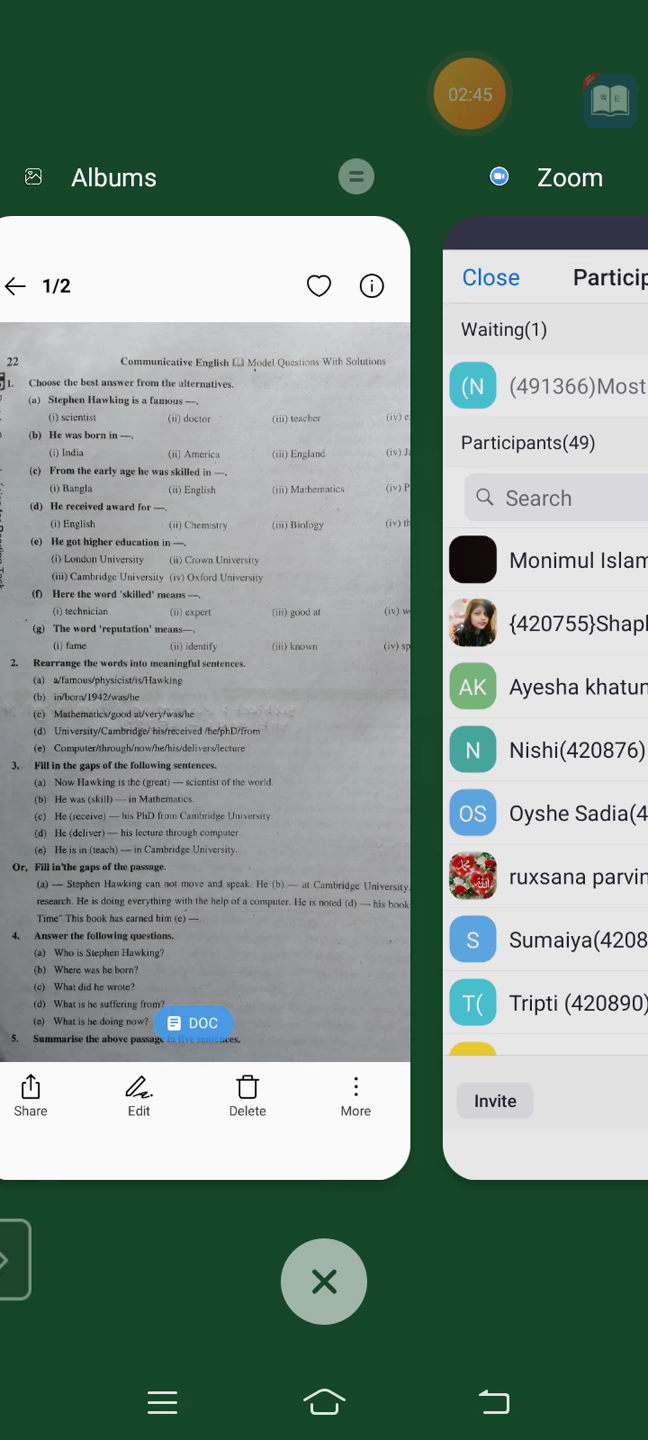 02:45
Albums
Zoom
1/2
22 Communicative English Model Questions With Solutions
1. Choose the best answer from the alternatives.
(a) Stephen Hawking is a famous —.
(i) scientist (ii) doctor (iii) teacher (iv)
(b) He was born in —.
(i) India (ii) America (iii) England (iv)
(c) From the early age he was skilled in —.
(i) Bangla (ii) English (iii) Mathematics (iv)
(d) He received award for —.
(i) English (ii) Chemistry (iii) Biology (iv)
(e) He got higher education in —.
(i) London University (ii) Crown University
(iii) Cambridge University (iv) Oxford University
(f) Here the word 'skilled' means —.
(i) technician (ii) expert (iii) good at (iv)
(g) The word 'reputation' means—.
(i) fame (ii) identify (iii) known (iv)
2. Rearrange the words into meaningful sentences.
(a) a/famous/physicist/is/Hawking
(b) in/born/1942/was/he
(c) Mathematics/good at/very/was/he
(d) University/Cambridge/ his/received /he/phD/from
(e) Computer/through/now/he/his/delivers/lecture
3. Fill in the gaps of the following sentences.
(a) Now Hawking is the (great) — scientist of the world.
(b) He was (skill) — in Mathematics.
(c) He (receive) — his PhD from Cambridge University.
(d) He (deliver) — his lecture through computer.
(e) He is in (teach) — in Cambridge University.
Or, Fill in the gaps of the passage.
(a) — Stephen Hawking can not move and speak. He (b) — at Cambridge University
research. He is doing everything with the help of a computer. He is noted (d) — his book
Time" This book has earned him (e) —.
4. Answer the following questions.
(a) Who is Stephen Hawking?
(b) Where was he born?
(c) What did he wrote?
(d) What is he suffering from?
(e) What is he doing now?
5. Summarise the above passage in five sentences.
DOC
Share Edit Delete More
Close Particip
Waiting(1)
(N (491366)Most
Participants(49)
Search
Monimul Islam
{420755}Shap
AK Ayesha khatun
N Nishi(420876)
OS Oyshe Sadia(4
ruxsana parvin
S Sumaiya(4208
T( Tripti (420890)
Invite